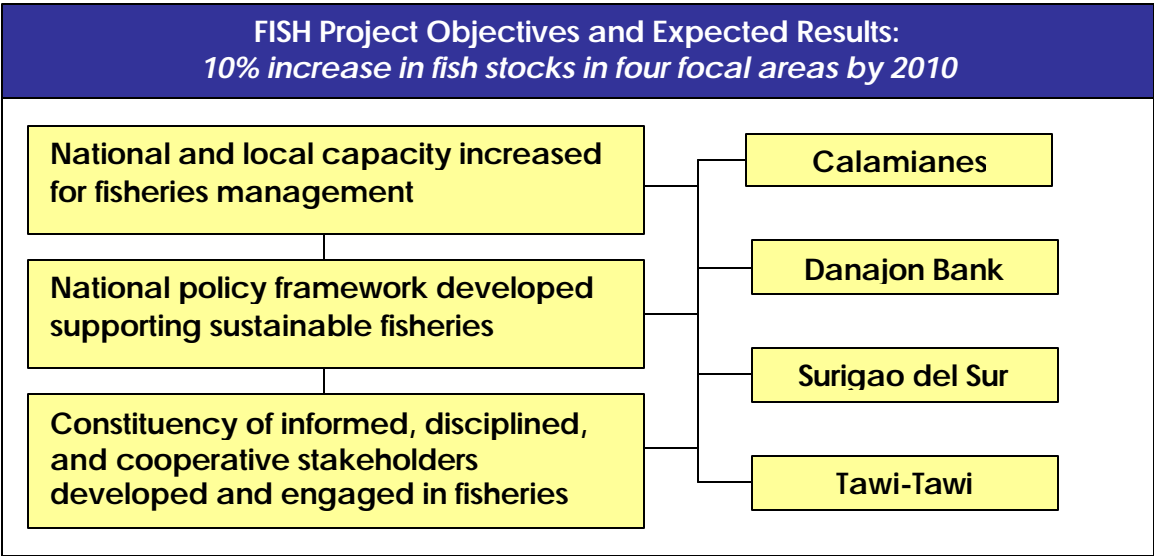 FISH Project Objectives and Expected Results:
10% increase in fish stocks in four focal areas by 2010
National and local capacity increased
for fisheries management
National policy framework developed
supporting sustainable fisheries
Constituency of informed, disciplined,
and cooperative stakeholders
developed and engaged in fisheries
Calamianes
Danajon Bank
Surigao del Sur
Tawi-Tawi